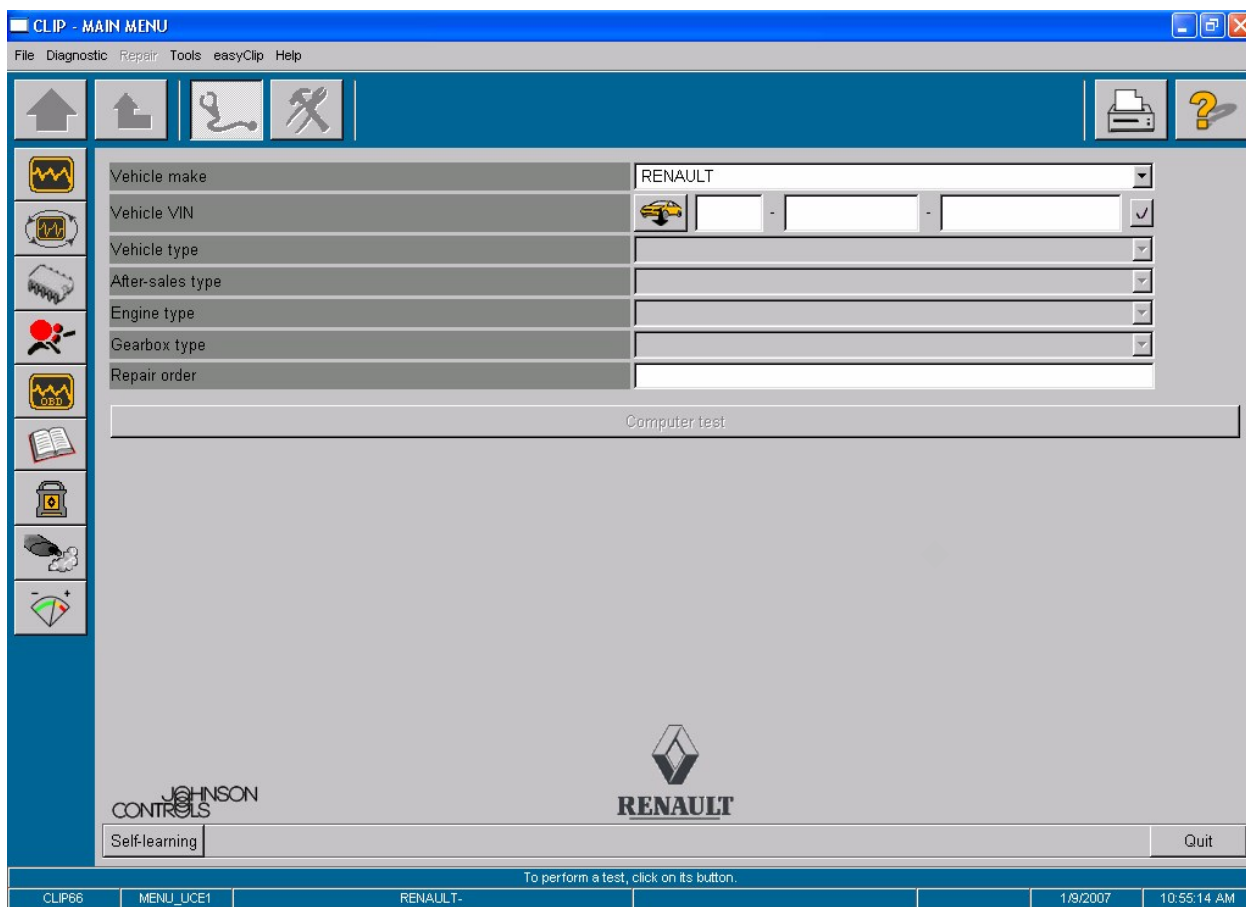 CLIP - MAIN MENU
File Diagnostic Repair Tools easyClip Help
Vehicle make RENAULT
Vehicle VIN - -
Vehicle type
After-sales type
Engine type
Gearbox type
OBD
Repair order
Computer test
JOHNSON
CONTROLS
RENAULT
Self-learning Quit
To perform a test, click on its button.
CLIP66 MENU_UCE1 RENAULT- 1/9/2007 10:55:14 AM